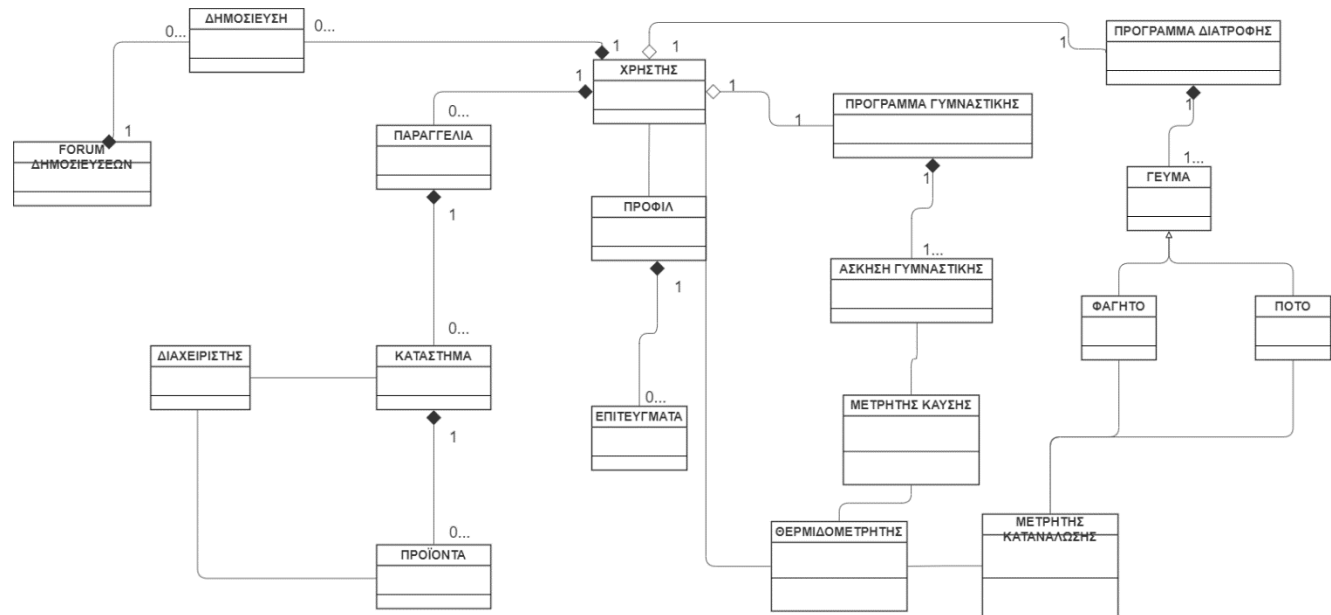 ΔΗΜΟΣΙΕΥΣΗ
0...
0...
1
1
1
ΠΡΟΓΡΑΜΜΑ ΔΙΑΤΡΟΦΗΣ
ΧΡΗΣΤΗΣ
1
1
1
ΠΡΟΓΡΑΜΜΑ ΓΥΜΝΑΣΤΙΚΗΣ
1
1
0...
ΠΑΡΑΓΓΕΛΙΑ
1
FORUM
ΔΗΜΟΣΙΕΥΣΕΩΝ
1...
ΓΕΥΜΑ
1
1
ΠΡΟΦΙΛ
1...
ΑΣΚΗΣΗ ΓΥΜΝΑΣΤΙΚΗΣ
1
ΦΑΓΗΤΟ
ΠΟΤΟ
0...
ΔΙΑΧΕΙΡΙΣΤΗΣ
ΚΑΤΑΣΤΗΜΑ
0...
ΕΠΙΤΕΥΓΜΑΤΑ
ΜΕΤΡΗΤΗΣ ΚΑΥΣΗΣ
1
0...
ΠΡΟΪΟΝΤΑ
ΘΕΡΜΙΔΟΜΕΤΡΗΤΗΣ
ΜΕΤΡΗΤΗΣ
ΚΑΤΑΝΑΛΩΣΗΣ